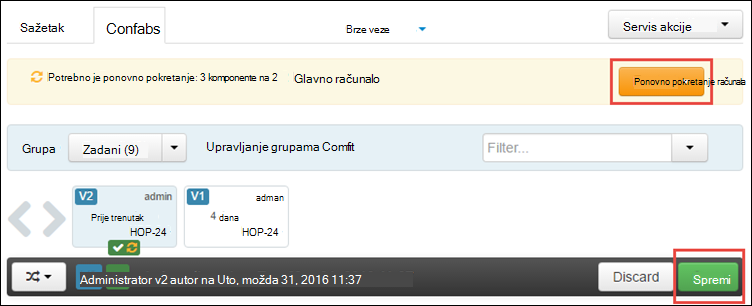 Sažetak Confabs Brze veze Servis akcije
Potrebno je ponovno pokretanje: 3 komponente na 2 Glavno računalo Ponovno pokretanje računala
Grupa Zadani (9) Upravljanje grupama Comfit Filter...
V2 admin V1 adman
Prije trenutak 4 dana
HOP-24 HOP-24
Administrator v2 autor na Uto, možda 31, 2016 11:37 Discard Spremi